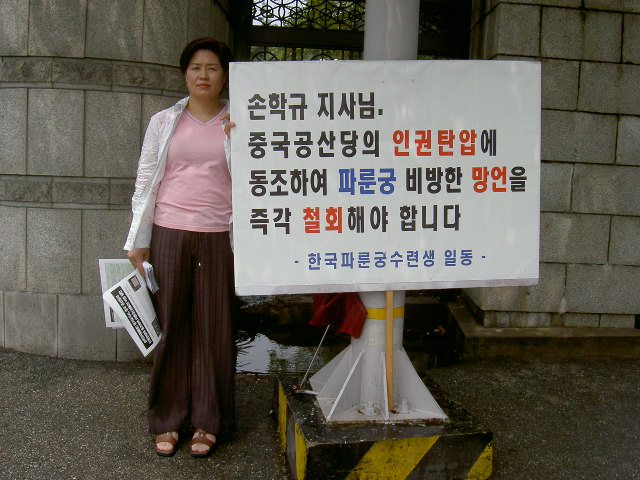 손학규 지사님.
중국공산당의 인권탄압에
동조하여 파룬궁 비방한 망언을
즉각 철회해야 합니다
- 한국파룬궁수련생 일동 -